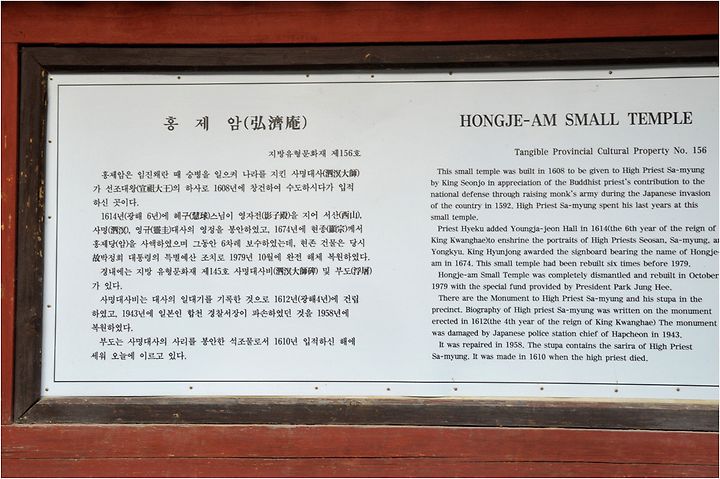 홍 제 암(弘濟庵)
지방유형문화재 제156호
홍제암은 임진왜란 때 승병을 일으켜 나라를 지킨 사명대사(泗溟大師)
가 선조대왕(宣祖大王)의 하사로 1608년에 창건하여 수도하시다가 입적
하신 곳이다.
1614년(광해 6년)에 혜구(慧球)스님이 영자전(影子殿)을 지어 서산(西山),
사명(泗溟), 영규(靈圭)대사의 영정을 봉안하였고, 1674년에 현종(顯宗)께서
홍제당(암)을 사액하였으며 그동안 6차례 보수하였는데, 현존 건물은 당시
故박정희 대통령의 특별예산 조치로 1979년 10월에 완전 해체 복원하였다.
경내에는 지방 유형문화재 제145호 사명대사비(泗溟大師碑) 및 부도(浮屠)
가 있다.
사명대사비는 대사의 일대기를 기록한 것으로 1612년(광해4년)에 건립
하였고, 1943년에 일본인 합천 경찰서장이 파손하였던 것을 1958년에
복원하였다.
부도는 사명대사의 사리를 봉안한 석조물로서 1610년 입적하신 해에
세워 오늘에 이르고 있다.
HONGJE-AM SMALL TEMPLE
Tangible Provincial Cultural Property No. 156
This small temple was built in 1608 to be given to High Priest Sa-myung
by King Seonjo in appreciation of the Buddhist priest's contribution to the
national defense through raising monk's army during the Japanese invasion
of the country in 1592. High Priest Sa-myung spent his last years at this
small temple.
Priest Hyeku added Youngja-jeon Hall in 1614(the 6th year of the reign of
King Kwanghae)to enshrine the portraits of High Priests Seosan, Sa-myung, a
Yongkyu. King Hyunjong awarded the signboard bearing the name of Hongje-
am in 1674. This small temple had been rebuilt six times before 1979.
Hongje-am Small Temple was completely dismantled and rebuilt in October
1979 with the special fund provided by President Park Jung Hee.
There are the Monument to High Priest Sa-myung and his stupa in the
precinct. Biography of High priest Sa-myung was written on the monument
erected in 1612(the 4th year of the reign of King Kwanghae) The monument
was damaged by Japanese police station chief of Hapcheon in 1943.
It was repaired in 1958. The stupa contains the sarira of High Priest
Sa-myung. It was made in 1610 when the high priest died.